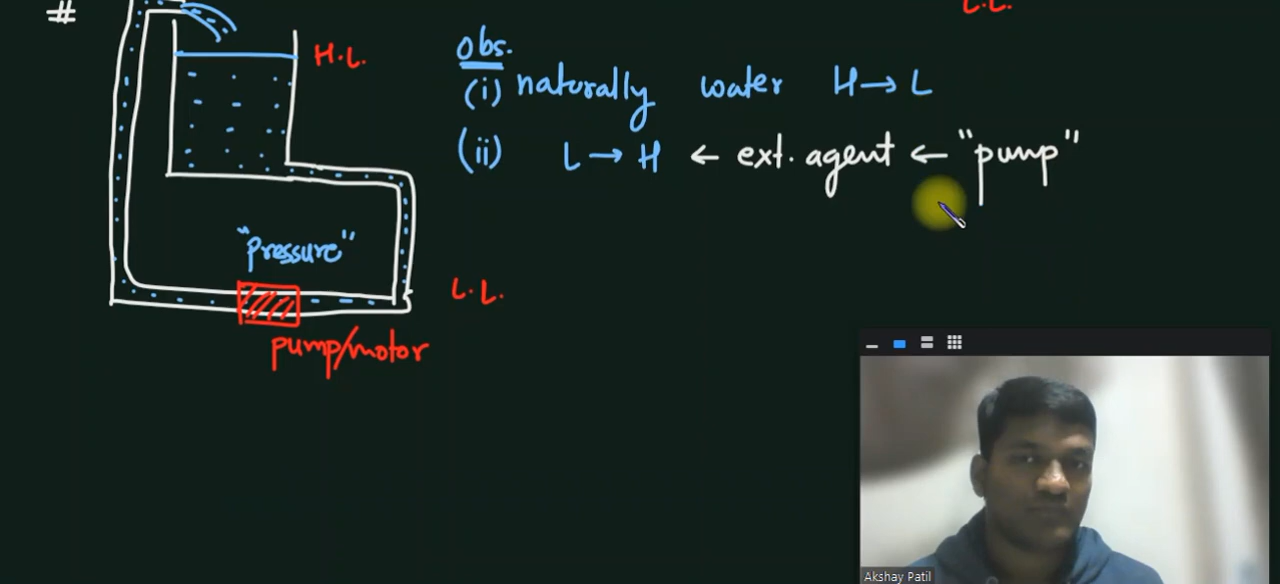 #
L.L.
H.L.
obs.
(i) naturally water H → L
(ii) L → H ← ext. agent ← "pump"
"pressure"
L.L.
pump/motor
Akshay Patil